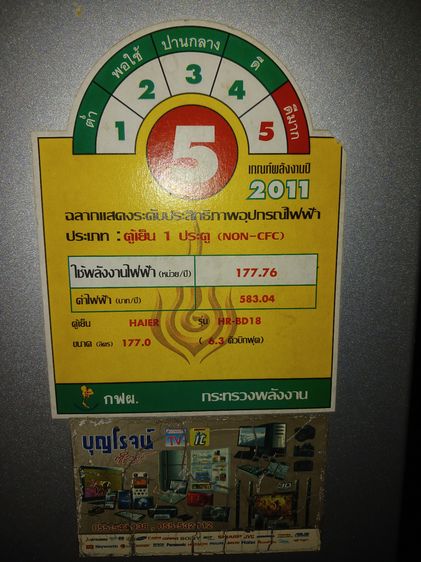 ต่ำ พอใช้ ปานกลาง ดี ดีมาก
1 2 3 4 5
5
เกณฑ์พลังงานปี
2011
ฉลากแสดงระดับประสิทธิภาพอุปกรณ์ไฟฟ้า
ประเภท : ตู้เย็น 1 ประตู (NON-CFC)
ใช้พลังงานไฟฟ้า (หน่วย/ปี) 177.76
ค่าไฟฟ้า (บาท/ปี) 583.04
ตู้เย็น HAIER รุ่น HR-BD18
ขนาด (ลิตร) 177.0 ( 6.3 คิวบิกฟุต)
กฟผ. กระทรวงพลังงาน
บุญโรจน์ TV it